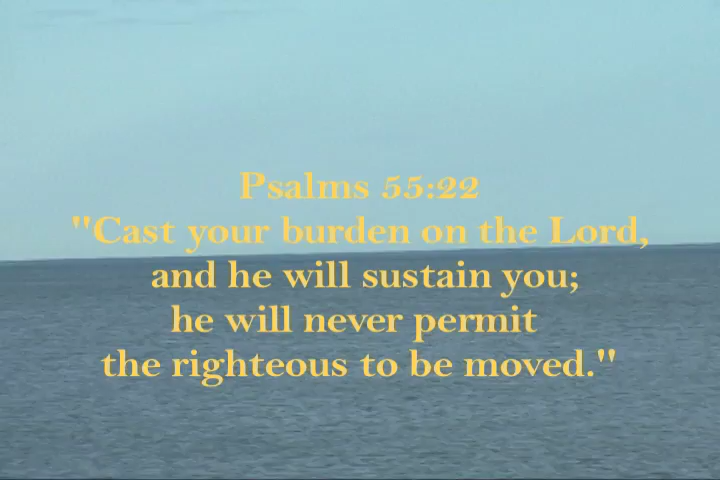 Psalms 55:22
"Cast your burden on the Lord,
and he will sustain you;
he will never permit
the righteous to be moved."